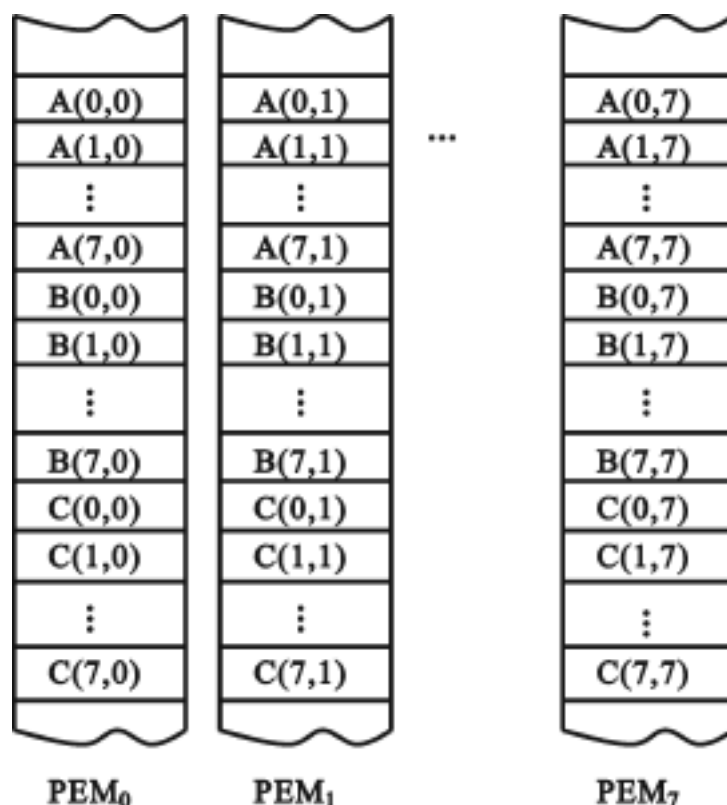 A(0,0) A(0,1) A(0,7)
A(1,0) A(1,1) ... A(1,7)
⋮ ⋮ ⋮
A(7,0) A(7,1) A(7,7)
B(0,0) B(0,1) B(0,7)
B(1,0) B(1,1) B(1,7)
⋮ ⋮ ⋮
B(7,0) B(7,1) B(7,7)
C(0,0) C(0,1) C(0,7)
C(1,0) C(1,1) C(1,7)
⋮ ⋮ ⋮
C(7,0) C(7,1) C(7,7)
PEM₀ PEM₁ PEM₇